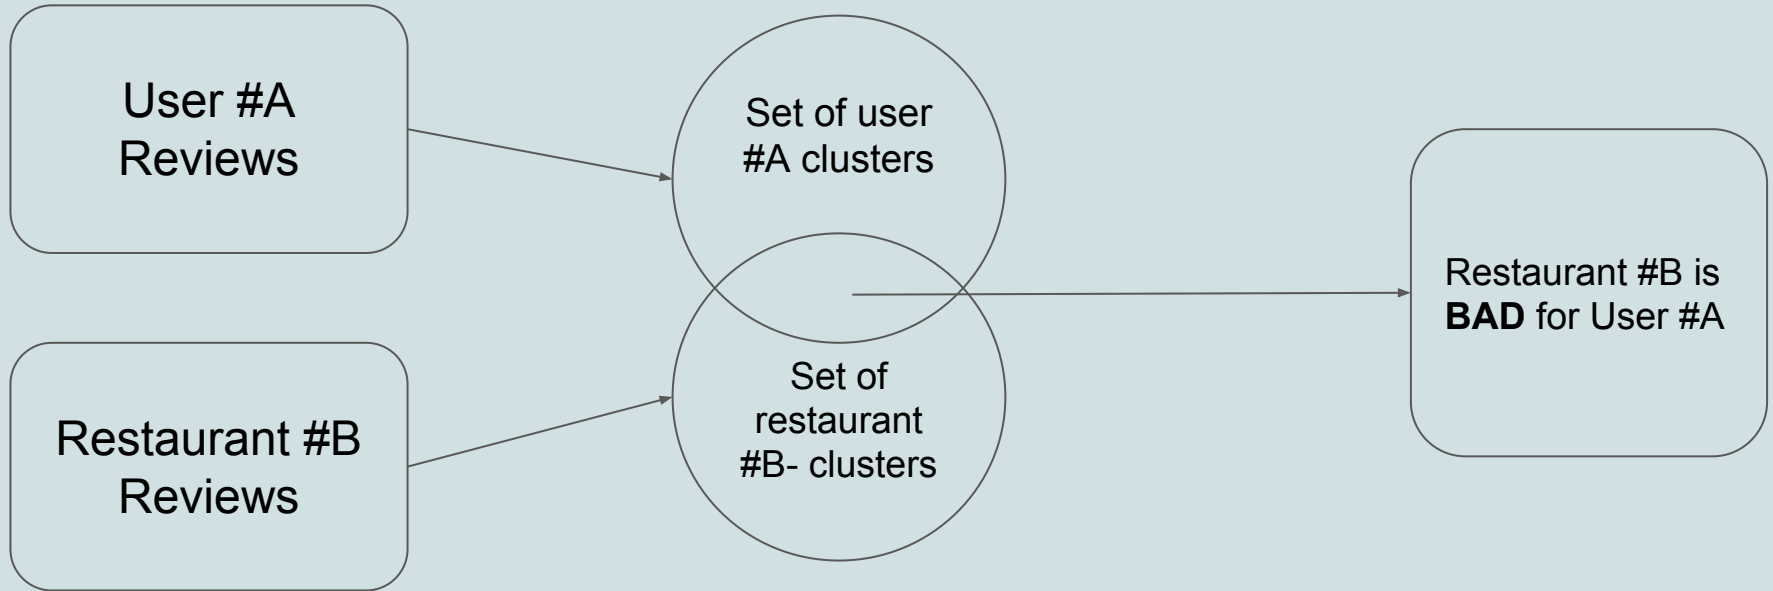 User #A
Reviews
Set of user
#A clusters
Restaurant #B is
BAD for User #A
Set of
restaurant
#B- clusters
Restaurant #B
Reviews